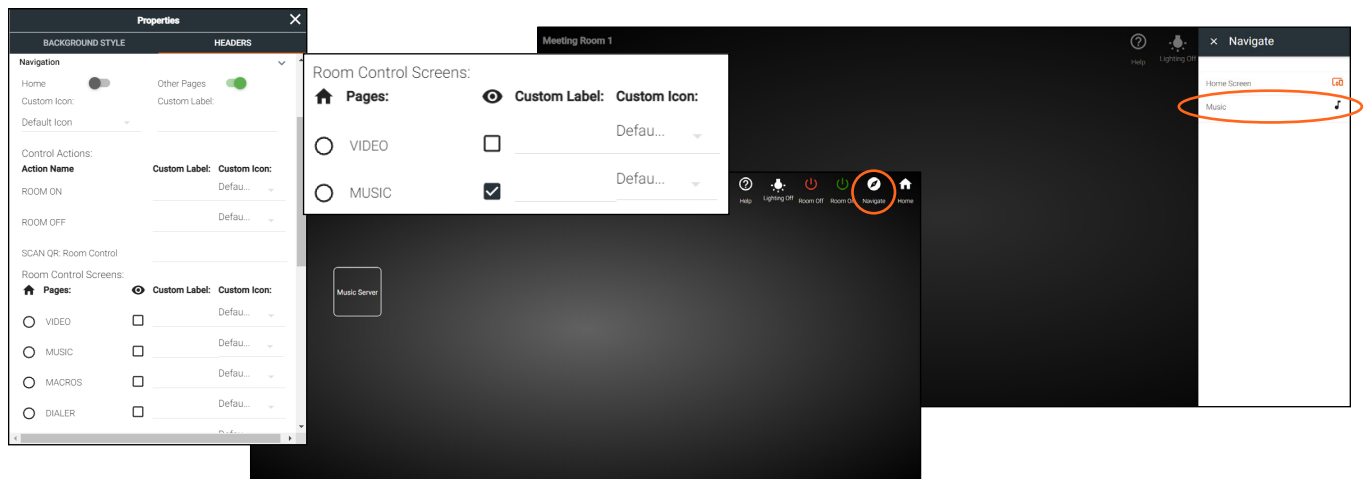 Properties
BACKGROUND STYLE HEADERS
Navigation
Home Other Pages
Custom Icon: Custom Label:
Default Icon
Control Actions:
Action Name Custom Label: Custom Icon:
ROOM ON Defau...
ROOM OFF Defau...
SCAN QR: Room Control
Room Control Screens:
Pages: Custom Label: Custom Icon:
VIDEO Defau...
MUSIC Defau...
MACROS Defau...
DIALER Defau...
Room Control Screens:
Pages: Custom Label: Custom Icon:
VIDEO Defau...
MUSIC Defau...
Help Lighting Off Room Off Room On Navigate Home
Music Server
Meeting Room 1
Help Lighting Off
Navigate
Home Screen
Music